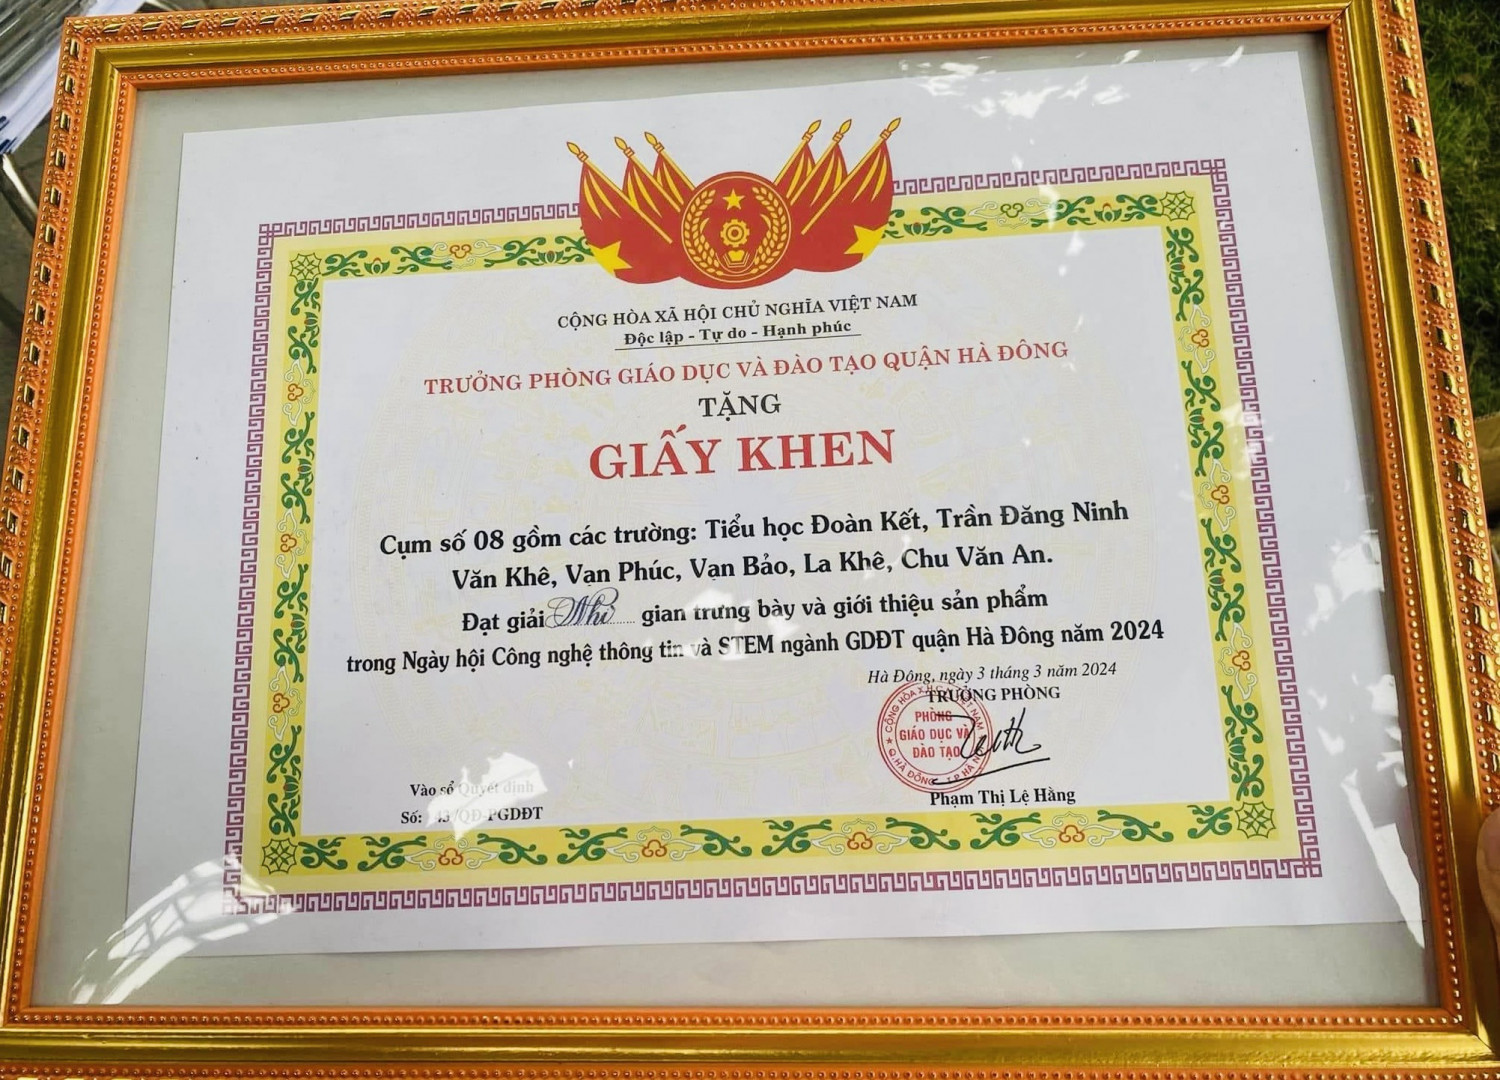 CỘNG HÒA XÃ HỘI CHỦ NGHĨA VIỆT NAM
Độc lập - Tự do - Hạnh phúc
TRƯỞNG PHÒNG GIÁO DỤC VÀ ĐÀO TẠO QUẬN HÀ ĐÔNG
TẶNG
GIẤY KHEN
Cụm số 08 gồm các trường: Tiểu học Đoàn Kết, Trần Đăng Ninh
Văn Khê, Vạn Phúc, Vạn Bảo, La Khê, Chu Văn An.
Đạt giải Nhì gian trưng bày và giới thiệu sản phẩm
trong Ngày hội Công nghệ thông tin và STEM ngành GDĐT quận Hà Đông năm 2024
Hà Đông, ngày 3 tháng 3 năm 2024
TRƯỞNG PHÒNG
PHÒNG
GIÁO DỤC VÀ
ĐÀO TẠO
Phạm Thị Lệ Hằng
Vào sổ Quyết định
Số: /QĐ-PGDĐT